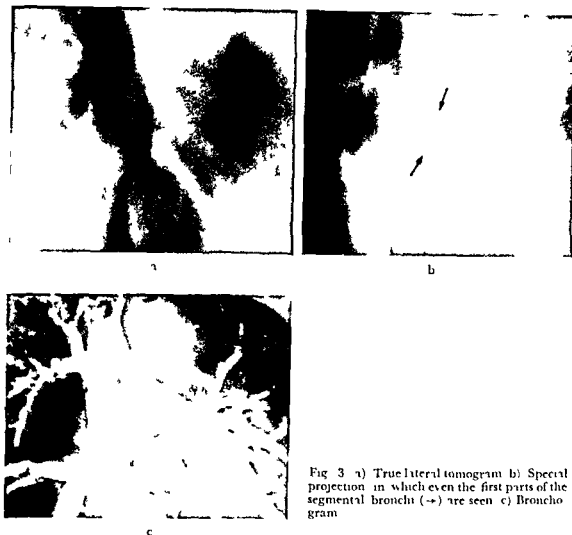 a
b
c
Fig 3 a) True lateral tomogram b) Special
projection in which even the first parts of the
segmental bronchi (→) are seen c) Broncho
gram